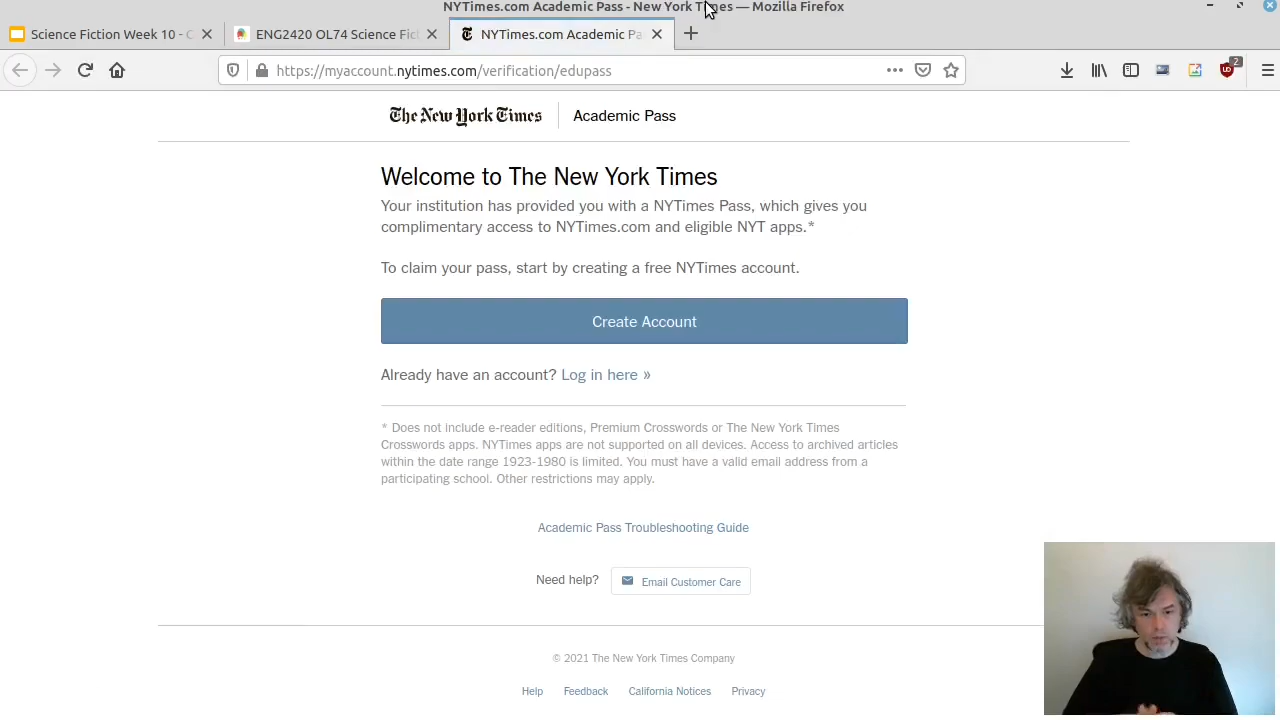 NYTimes.com Academic Pass - New York Times — Mozilla Firefox
Science Fiction Week 10 - C
ENG2420 OL74 Science Fic
NYTimes.com Academic Pa
https://myaccount.nytimes.com/verification/edupass
2
The New York Times
Academic Pass
Welcome to The New York Times
Your institution has provided you with a NYTimes Pass, which gives you
complimentary access to NYTimes.com and eligible NYT apps.*
To claim your pass, start by creating a free NYTimes account.
Create Account
Already have an account? Log in here »
* Does not include e-reader editions, Premium Crosswords or The New York Times
Crosswords apps. NYTimes apps are not supported on all devices. Access to archived articles
within the date range 1923-1980 is limited. You must have a valid email address from a
participating school. Other restrictions may apply.
Academic Pass Troubleshooting Guide
Need help?
Email Customer Care
© 2021 The New York Times Company
Help Feedback California Notices Privacy